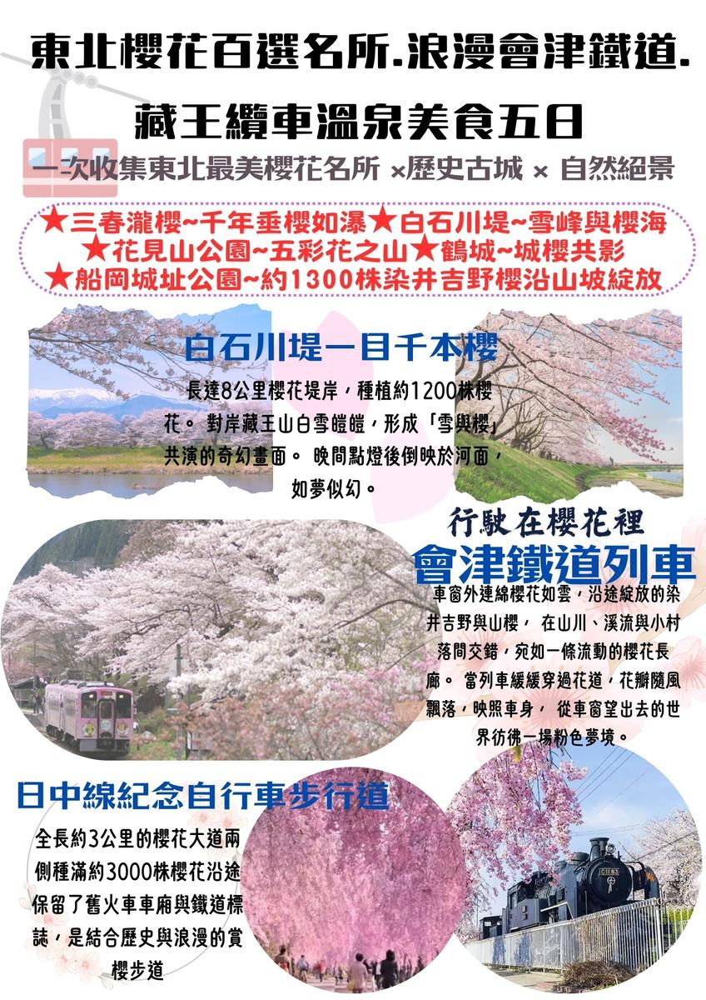 東北櫻花百選名所.浪漫會津鐵道.
藏王纜車溫泉美食五日
一次收集東北最美櫻花名所 ×歷史古城 × 自然絕景
★三春瀧櫻~千年垂櫻如瀑★白石川堤~雪峰與櫻海
★花見山公園~五彩花之山★鶴城~城櫻共影
★船岡城址公園~約1300株染井吉野櫻沿山坡綻放
白石川堤一目千本櫻
長達8公里櫻花堤岸，種植約1200株櫻
花。 對岸藏王山白雪皚皚，形成「雪與櫻」
共演的奇幻畫面。 晚間點燈後倒映於河面，
如夢似幻。
行駛在櫻花裡
會津鐵道列車
車窗外連綿櫻花如雲，沿途綻放的染
井吉野與山櫻， 在山川、溪流與小村
落間交錯，宛如一條流動的櫻花長
廊。 當列車緩緩穿過花道，花瓣隨風
飄落，映照車身， 從車窗望出去的世
界彷彿一場粉色夢境。
日中線紀念自行車步行道
全長約3公里的櫻花大道兩
側種滿約3000株櫻花沿途
保留了舊火車車廂與鐵道標
誌，是結合歷史與浪漫的賞
櫻步道
C11 63